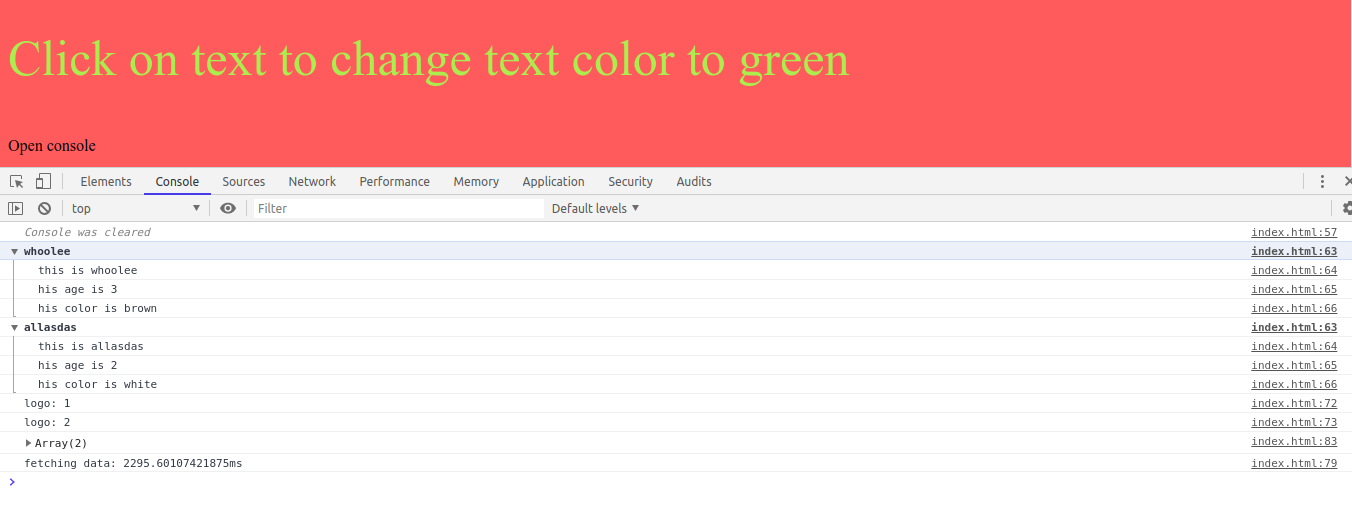 Click on text to change text color to green
Open console
Elements Console Sources Network Performance Memory Application Security Audits
top Filter Default levels
Console was cleared index.html:57
whoolee index.html:63
this is whoolee index.html:64
his age is 3 index.html:65
his color is brown index.html:66
allasdas index.html:63
this is allasdas index.html:64
his age is 2 index.html:65
his color is white index.html:66
logo: 1 index.html:72
logo: 2 index.html:73
Array(2) index.html:83
fetching data: 2295.60107421875ms index.html:79